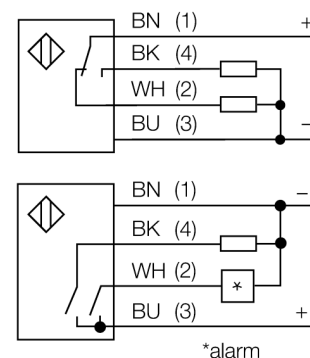 BN (1) +
BK (4)
WH (2)
BU (3) −
BN (1) −
BK (4)
WH (2)
*
BU (3) +
*alarm